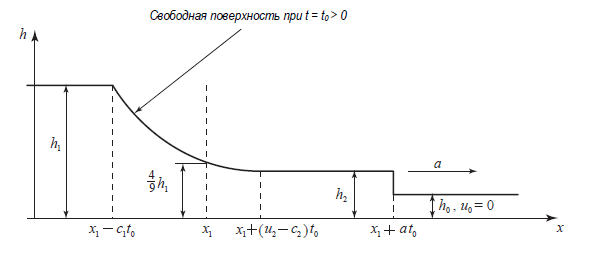 Свободная поверхность при t = t₀ > 0
h
h₁
4/9 h₁
h₂
a
h₀ , u₀ = 0
x₁ − c₁t₀
x₁
x₁+(u₂−c₂)t₀
x₁ + at₀
x